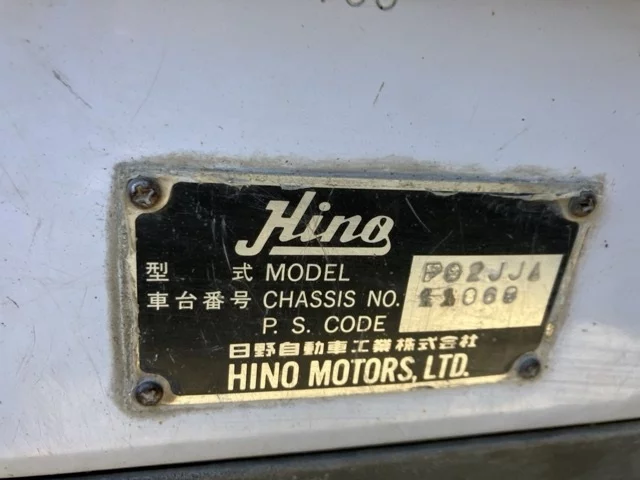 Hino
型 式 MODEL
車台番号 CHASSIS NO. 11068
P. S. CODE
日野自動車工業株式会社
HINO MOTORS, LTD.